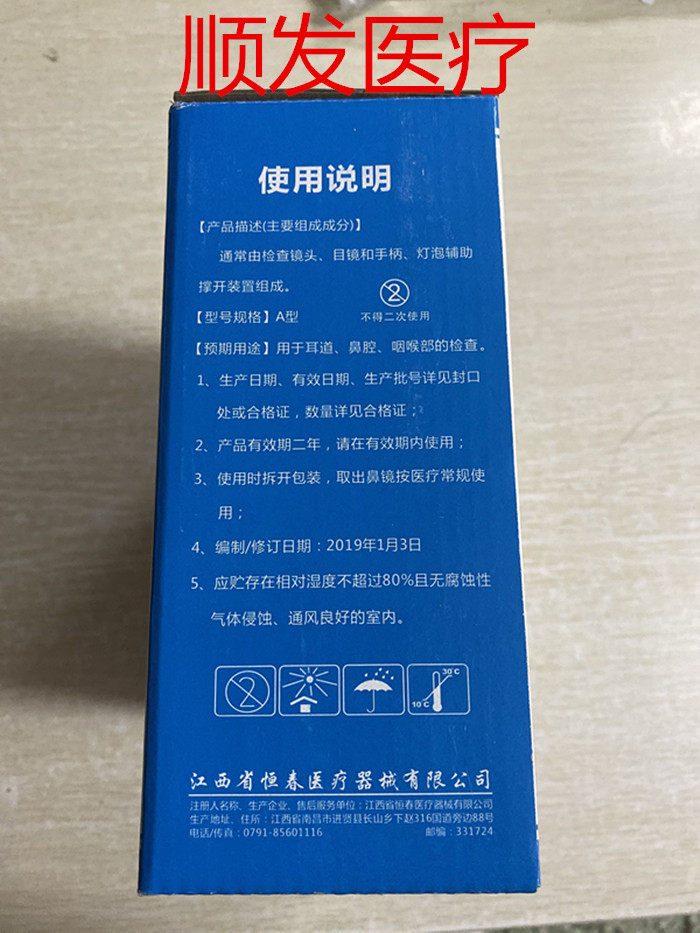 顺发医疗
使用说明
【产品描述(主要组成成分)】
通常由检查镜头、目镜和手柄、灯泡辅助
撑开装置组成。
2
【型号规格】A型
不得二次使用
【预期用途】用于耳道、鼻腔、咽喉部的检查。
1、生产日期、有效日期、生产批号详见封口
处或合格证，数量详见合格证；
2、产品有效期二年，请在有效期内使用；
3、使用时拆开包装，取出鼻镜按医疗常规使
用；
4、编制/修订日期：2019年1月3日
5、应贮存在相对湿度不超过80%且无腐蚀性
气体侵蚀、通风良好的室内。
2
30℃
10℃
江西省恒春医疗器械有限公司
注册人名称、生产企业、售后服务单位：江西省恒春医疗器械有限公司
生产地址、住所：江西省南昌市进贤县长山乡下赵316国道旁边88号
电话/传真：0791-85601116
邮编：331724